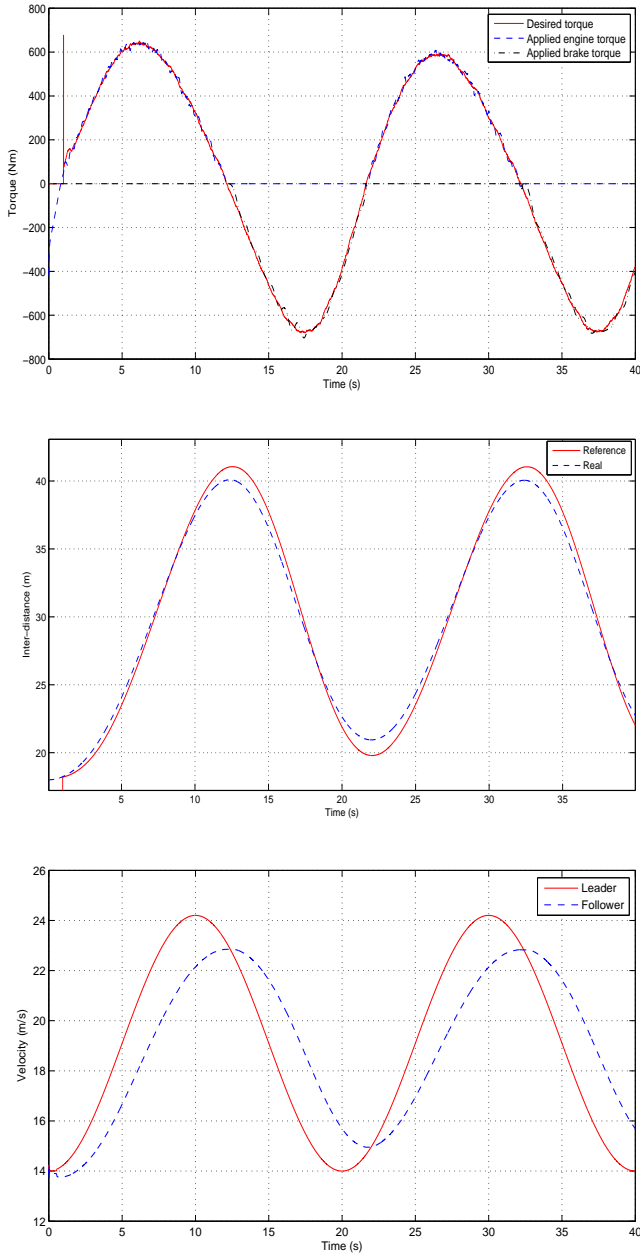 800
600
400
200
0
−200
−400
−600
−800
Torque (Nm)
Desired torque
Applied engine torque
Applied brake torque
0 5 10 15 20 25 30 35 40
Time (s)
40
35
30
25
20
Inter−distance (m)
Reference
Real
5 10 15 20 25 30 35
Time (s)
26
24
22
20
18
16
14
12
Velocity (m/s)
Leader
Follower
0 5 10 15 20 25 30 35 40
Time (s)